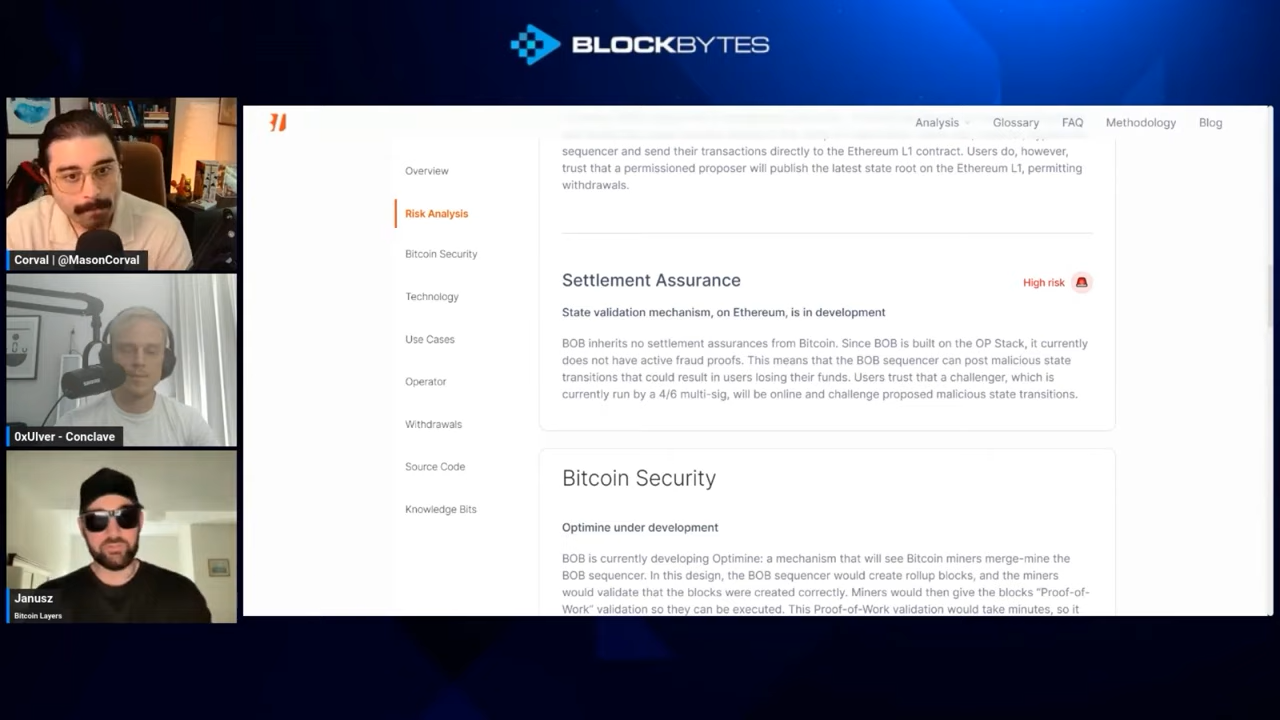 BLOCKBYTES
Analysis
Glossary
FAQ
Methodology
Blog
Overview
Risk Analysis
Bitcoin Security
Technology
Use Cases
Operator
Withdrawals
Source Code
Knowledge Bits
sequencer and send their transactions directly to the Ethereum L1 contract. Users do, however,
trust that a permissioned proposer will publish the latest state root on the Ethereum L1, permitting
withdrawals.
Settlement Assurance
High risk
State validation mechanism, on Ethereum, is in development
BOB inherits no settlement assurances from Bitcoin. Since BOB is built on the OP Stack, it currently
does not have active fraud proofs. This means that the BOB sequencer can post malicious state
transitions that could result in users losing their funds. Users trust that a challenger, which is
currently run by a 4/6 multi-sig, will be online and challenge proposed malicious state transitions.
Bitcoin Security
Optimine under development
BOB is currently developing Optimine: a mechanism that will see Bitcoin miners merge-mine the
BOB sequencer. In this design, the BOB sequencer would create rollup blocks, and the miners
would validate that the blocks were created correctly. Miners would then give the blocks “Proof-of-
Work” validation so they can be executed. This Proof-of-Work validation would take minutes, so it
Corval | @MasonCorval
0xUlver - Conclave
Janusz
Bitcoin Layers